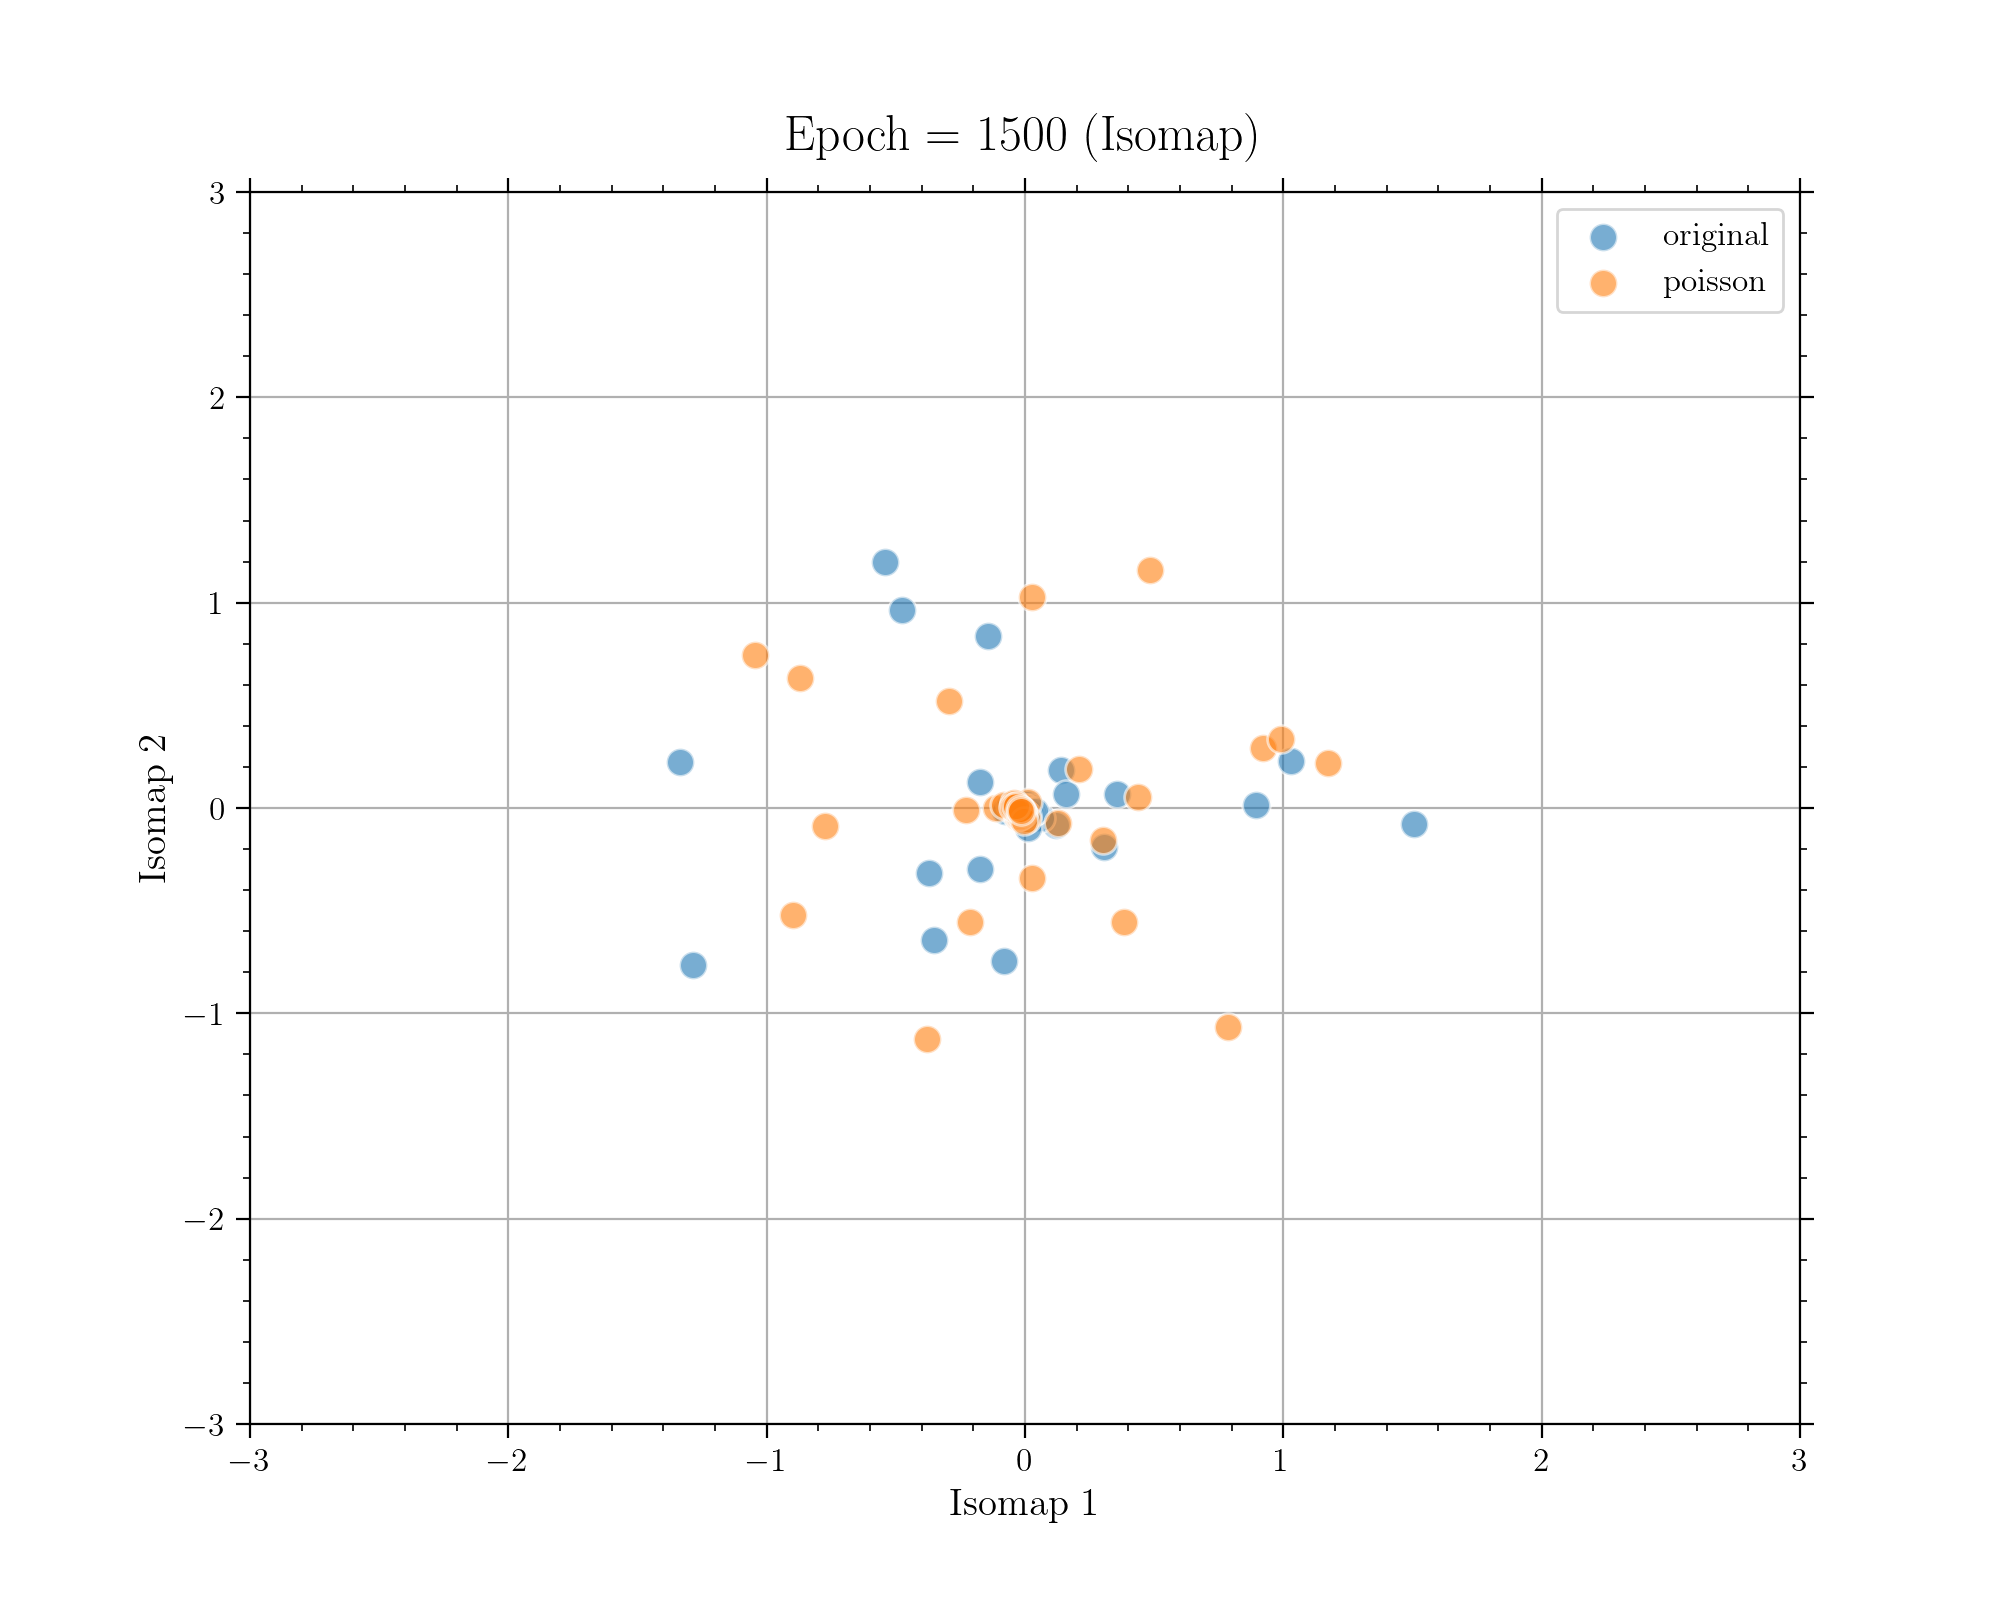 Epoch = 1500 (Isomap)
original
poisson
3
2
1
0
−1
−2
−3
Isomap 2
−3
−2
−1
0
1
2
3
Isomap 1